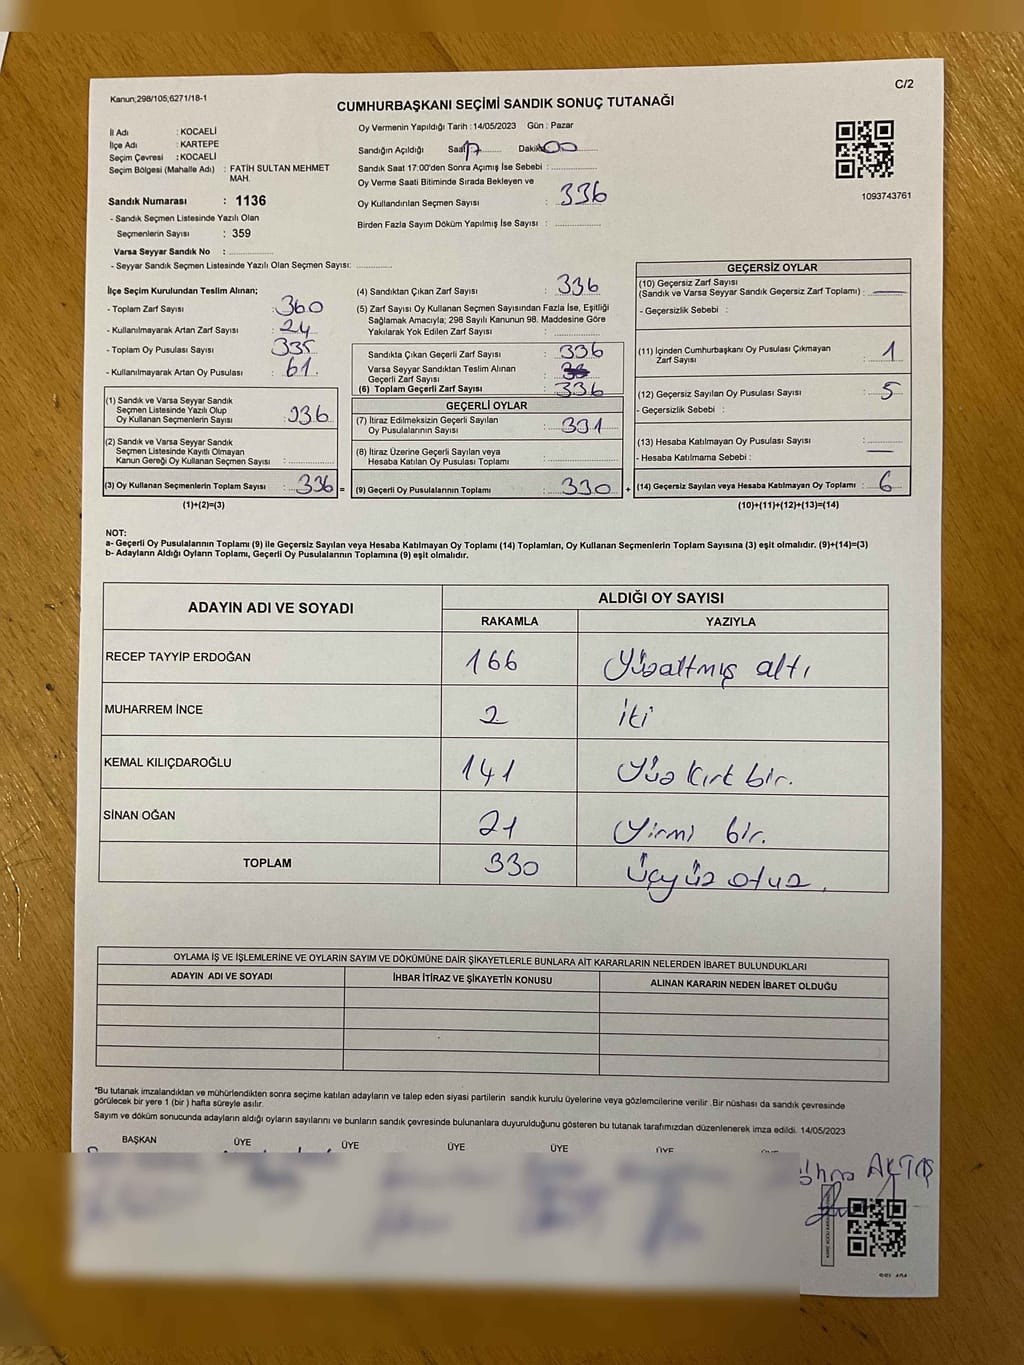 Kanun;298/105;6271/18-1
C/2
CUMHURBAŞKANI SEÇİMİ SANDIK SONUÇ TUTANAĞI
İl Adı : KOCAELİ
İlçe Adı : KARTEPE
Seçim Çevresi : KOCAELİ
Seçim Bölgesi (Mahalle Adı) : FATİH SULTAN MEHMET
MAH.
Sandık Numarası : 1136
- Sandık Seçmen Listesinde Yazılı Olan
Seçmenlerin Sayısı : 359
Varsa Seyyar Sandık No :
- Seyyar Sandık Seçmen Listesinde Yazılı Olan Seçmen Sayısı:
Oy Vermenin Yapıldığı Tarih :14/05/2023 Gün : Pazar
Sandığın Açıldığı Saat 17 Dakika 00
Sandık Saat 17:00'den Sonra Açımış İse Sebebi :
Oy Verme Saati Bitiminde Sırada Bekleyen ve
Oy Kullandırılan Seçmen Sayısı : 336
Birden Fazla Sayım Döküm Yapılmış İse Sayısı :
1093743761
İlçe Seçim Kurulundan Teslim Alınan;
- Toplam Zarf Sayısı : 360
- Kullanılmayarak Artan Zarf Sayısı : 24
- Toplam Oy Pusulası Sayısı : 335
- Kullanılmayarak Artan Oy Pusulası : 61.
(1) Sandık ve Varsa Seyyar Sandık
Seçmen Listesinde Yazılı Olup
Oy Kullanan Seçmenlerin Sayısı : 336
(2) Sandık ve Varsa Seyyar Sandık
Seçmen Listesinde Kayıtlı Olmayan
Kanun Gereği Oy Kullanan Seçmen Sayısı :
(3) Oy Kullanan Seçmenlerin Toplam Sayısı : 336 =
(1)+(2)=(3)
(4) Sandıktan Çıkan Zarf Sayısı : 336
(5) Zarf Sayısı Oy Kullanan Seçmen Sayısından Fazla İse, Eşitliği
Sağlamak Amacıyla; 298 Sayılı Kanunun 98. Maddesine Göre
Yakılarak Yok Edilen Zarf Sayısı :
Sandıkta Çıkan Geçerli Zarf Sayısı : 336
Varsa Seyyar Sandıktan Teslim Alınan
Geçerli Zarf Sayısı :
(6) Toplam Geçerli Zarf Sayısı : 336
GEÇERLİ OYLAR
(7) İtiraz Edilmeksizin Geçerli Sayılan
Oy Pusulalarının Sayısı : 331
(8) İtiraz Üzerine Geçerli Sayılan veya
Hesaba Katılan Oy Pusulası Toplamı :
(9) Geçerli Oy Pusulalarının Toplamı : 330 +
GEÇERSİZ OYLAR
(10) Geçersiz Zarf Sayısı
(Sandık ve Varsa Seyyar Sandık Geçersiz Zarf Toplamı) : —
- Geçersizlik Sebebi :
(11) İçinden Cumhurbaşkanı Oy Pusulası Çıkmayan
Zarf Sayısı : 1
(12) Geçersiz Sayılan Oy Pusulası Sayısı : 5
- Geçersizlik Sebebi :
(13) Hesaba Katılmayan Oy Pusulası Sayısı :
- Hesaba Katılmama Sebebi : —
(14) Geçersiz Sayılan veya Hesaba Katılmayan Oy Toplamı : 6
(10)+(11)+(12)+(13)=(14)
NOT:
a- Geçerli Oy Pusulalarının Toplamı (9) ile Geçersiz Sayılan veya Hesaba Katılmayan Oy Toplamı (14) Toplamları, Oy Kullanan Seçmenlerin Toplam Sayısına (3) eşit olmalıdır. (9)+(14)=(3)
b- Adayların Aldığı Oyların Toplamı, Geçerli Oy Pusulalarının Toplamına (9) eşit olmalıdır.
ADAYIN ADI VE SOYADI
ALDIĞI OY SAYISI
RAKAMLA YAZIYLA
RECEP TAYYİP ERDOĞAN 166 Yüzaltmış altı
MUHARREM İNCE 2 iki
KEMAL KILIÇDAROĞLU 141 Yüz kırk bir.
SİNAN OĞAN 21 Yirmi bir.
TOPLAM 330 Üçyüz otuz.
OYLAMA İŞ VE İŞLEMLERİNE VE OYLARIN SAYIM VE DÖKÜMÜNE DAİR ŞİKAYETLERLE BUNLARA AİT KARARLARIN NELERDEN İBARET BULUNDUKLARI
ADAYIN ADI VE SOYADI İHBAR İTİRAZ VE ŞİKAYETİN KONUSU ALINAN KARARIN NEDEN İBARET OLDUĞU
*Bu tutanak imzalandıktan ve mühürlendikten sonra seçime katılan adayların ve talep eden siyasi partilerin sandık kurulu üyelerine veya gözlemcilerine verilir .Bir nüshası da sandık çevresinde
görülecek bir yere 1 (bir ) hafta süreyle asılır.
Sayım ve döküm sonucunda adayların aldığı oyların sayılarını ve bunların sandık çevresinde bulunanlara duyurulduğunu gösteren bu tutanak tarafımızdan düzenlenerek imza edildi. 14/05/2023
BAŞKAN ÜYE ÜYE ÜYE ÜYE ÜYE
AKTAŞ